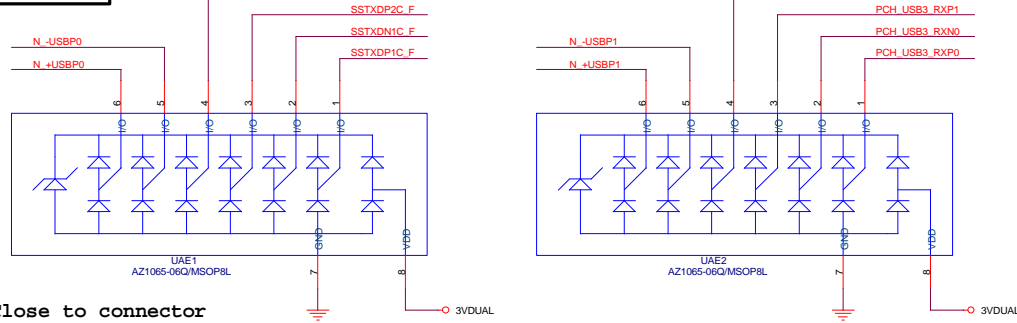 SSTXDP2C_F
SSTXDN1C_F
SSTXDP1C_F
N_-USBP0
N_+USBP0
6 5 4 3 2 1
I/O I/O I/O I/O I/O I/O
GND VDD
UAE1
AZ1065-06Q/MSOP8L
7 8
3VDUAL
PCH_USB3_RXP1
PCH_USB3_RXN0
PCH_USB3_RXP0
N_-USBP1
N_+USBP1
6 5 4 3 2 1
I/O I/O I/O I/O I/O I/O
GND VDD
UAE2
AZ1065-06Q/MSOP8L
7 8
3VDUAL
Close to connector